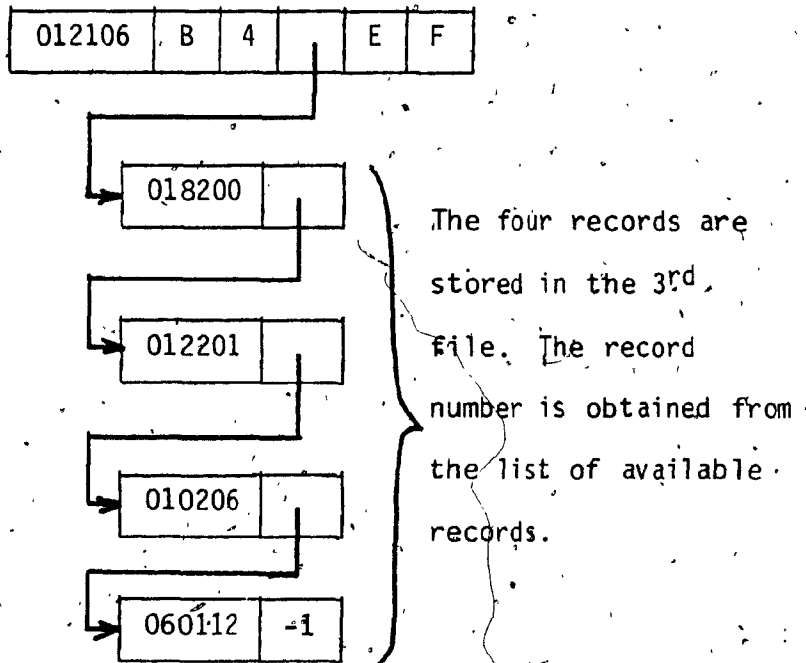 012106 B 4 E F
018200
The four records are
stored in the 3rd
012201
file. The record
number is obtained from
the list of available
010206
records.
060112 -1